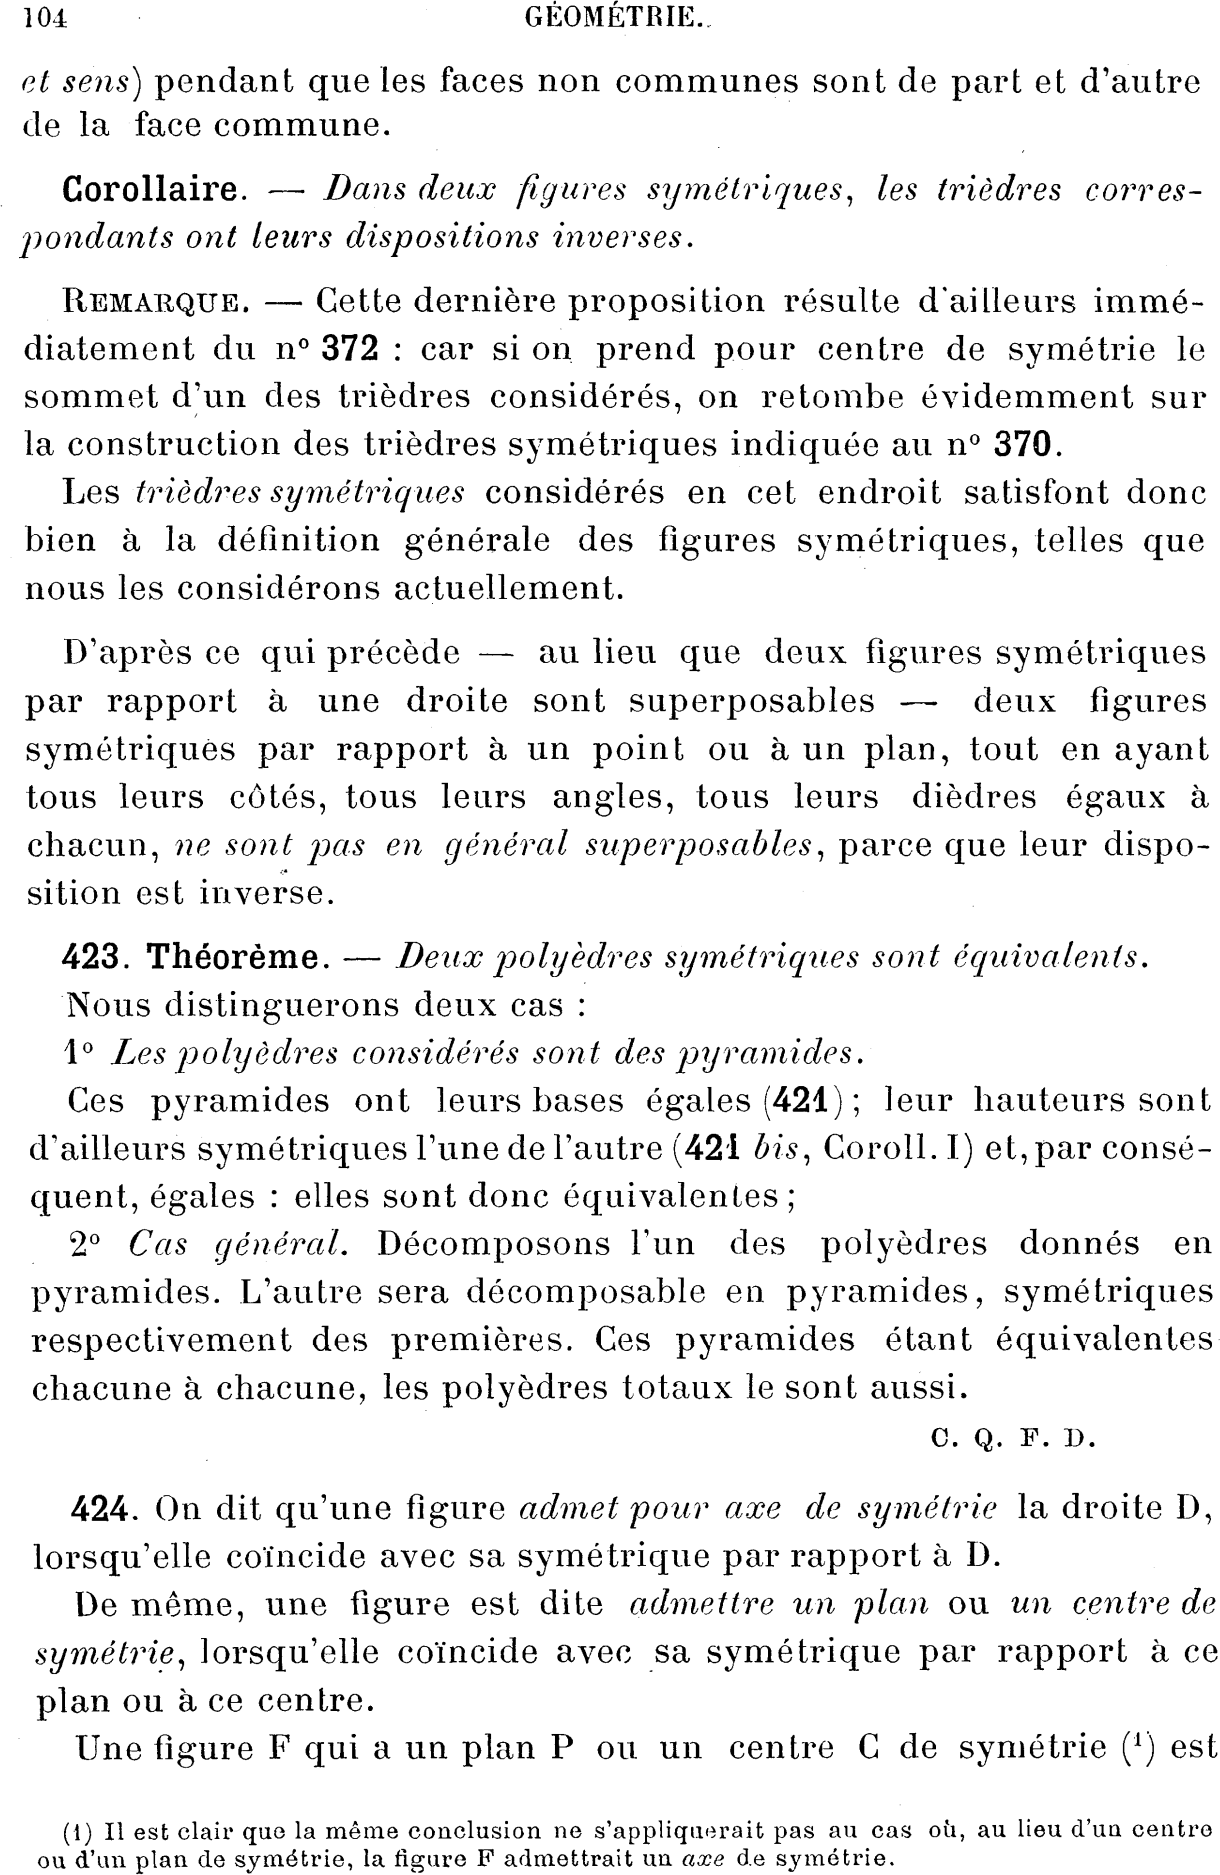 104 GÉOMÉTRIE.
et sens) pendant que les faces non communes sont de part et d'autre
de la face commune.
Corollaire. — Dans deux figures symétriques, les trièdres corres-
pondants ont leurs dispositions inverses.
REMARQUE. — Cette dernière proposition résulte d'ailleurs immé-
diatement du nº 372 : car si on prend pour centre de symétrie le
sommet d'un des trièdres considérés, on retombe évidemment sur
la construction des trièdres symétriques indiquée au nº 370.
Les trièdres symétriques considérés en cet endroit satisfont donc
bien à la définition générale des figures symétriques, telles que
nous les considérons actuellement.
D'après ce qui précède — au lieu que deux figures symétriques
par rapport à une droite sont superposables — deux figures
symétriques par rapport à un point ou à un plan, tout en ayant
tous leurs côtés, tous leurs angles, tous leurs dièdres égaux à
chacun, ne sont pas en général superposables, parce que leur dispo-
sition est inverse.
423. Théorème. — Deux polyèdres symétriques sont équivalents.
Nous distinguerons deux cas :
1º Les polyèdres considérés sont des pyramides.
Ces pyramides ont leurs bases égales (421); leur hauteurs sont
d'ailleurs symétriques l'une de l'autre (421 bis, Coroll. I) et, par consé-
quent, égales : elles sont donc équivalentes;
2º Cas général. Décomposons l'un des polyèdres donnés en
pyramides. L'autre sera décomposable en pyramides, symétriques
respectivement des premières. Ces pyramides étant équivalentes
chacune à chacune, les polyèdres totaux le sont aussi.
C. Q. F. D.
424. On dit qu'une figure admet pour axe de symétrie la droite D,
lorsqu'elle coïncide avec sa symétrique par rapport à D.
De même, une figure est dite admettre un plan ou un centre de
symétrie, lorsqu'elle coïncide avec sa symétrique par rapport à ce
plan ou à ce centre.
Une figure F qui a un plan P ou un centre C de symétrie (¹) est
(1) Il est clair que la même conclusion ne s'appliquerait pas au cas où, au lieu d'un centre
ou d'un plan de symétrie, la figure F admettrait un axe de symétrie.